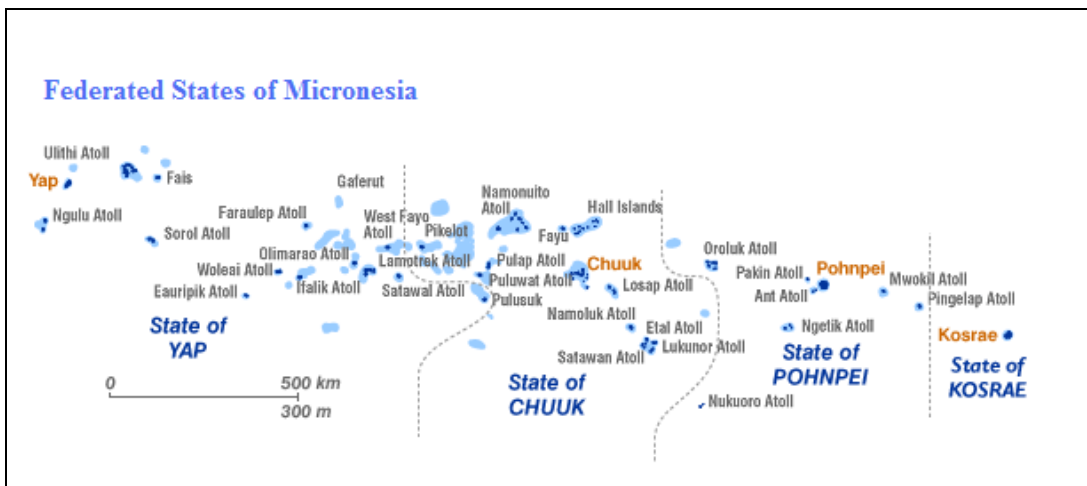 Federated States of Micronesia
Ulithi Atoll
Yap
Fais
Ngulu Atoll
Sorol Atoll
Gaferut
Faraulep Atoll
West Fayo
Atoll
Pikelot
Olimarao Atoll
Lamotrek Atoll
Woleai Atoll
Ifalik Atoll
Satawal Atoll
Eauripik Atoll
State of
YAP
0
500 km
300 m
Namonuito
Atoll
Hall Islands
Fayu
Pulap Atoll
Chuuk
Puluwat Atoll
Losap Atoll
Pulusuk
Namoluk Atoll
Etal Atoll
Lukunor Atoll
Satawan Atoll
State of
CHUUK
Oroluk Atoll
Pakin Atoll
Pohnpei
Mwokil Atoll
Ant Atoll
Pingelap Atoll
Ngetik Atoll
State of
POHNPEI
Nukuoro Atoll
Kosrae
State of
KOSRAE